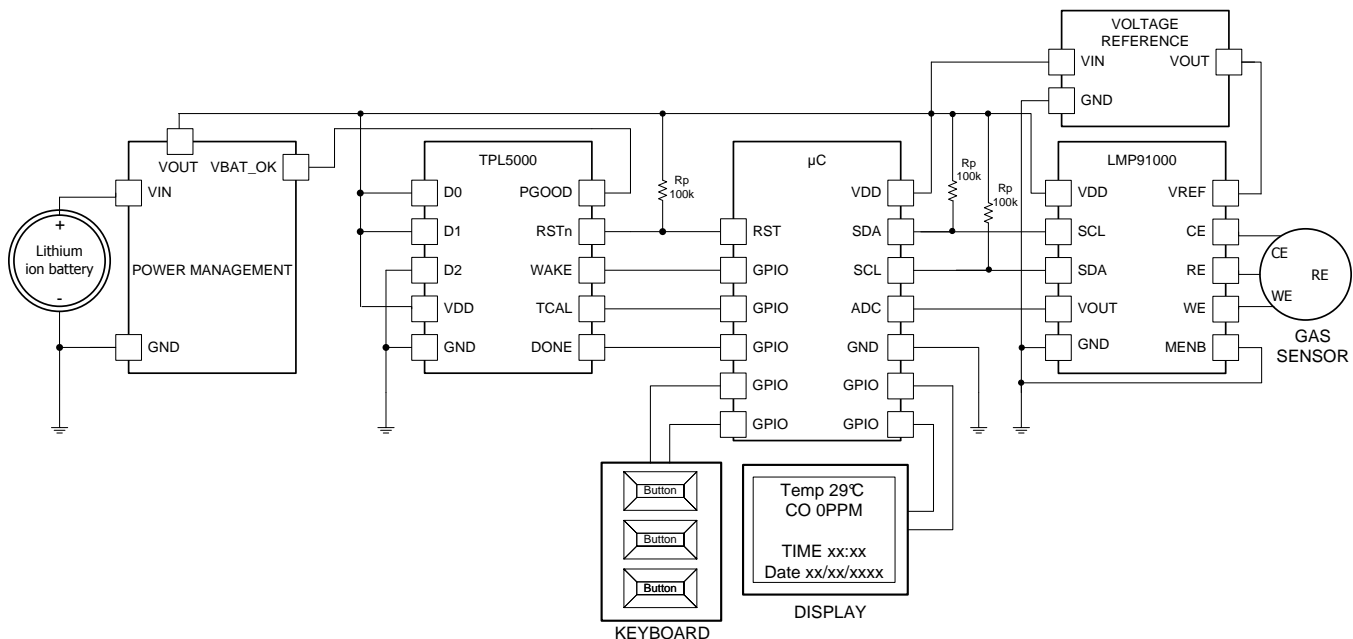 VOLTAGE
REFERENCE
VIN
VOUT
GND
VOUT
VBAT_OK
VIN
+
Lithium
ion battery
-
POWER MANAGEMENT
GND
TPL5000
D0
PGOOD
D1
RSTn
D2
WAKE
VDD
TCAL
GND
DONE
Rp
100k
µC
VDD
RST
SDA
GPIO
SCL
GPIO
ADC
GPIO
GND
GPIO
GPIO
GPIO
GPIO
Rp
100k
Rp
100k
LMP91000
VDD
VREF
SCL
CE
SDA
RE
VOUT
WE
GND
MENB
CE
RE
WE
GAS
SENSOR
Button
Button
Button
KEYBOARD
Temp 29°C
CO 0PPM
TIME xx:xx
Date xx/xx/xxxx
DISPLAY